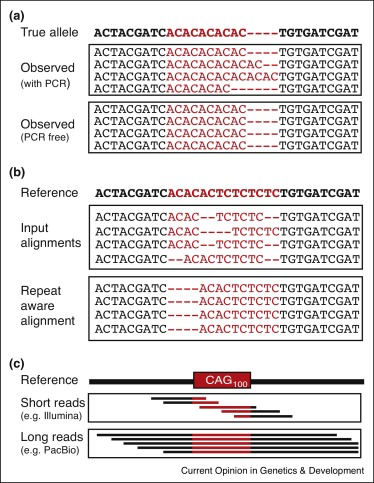 (a)
True allele ACTACGATCACACACACAC----TGTGATCGAT
ACTACGATCACACACACAC----TGTGATCGAT
Observed ACTACGATCACACACACACAC--TGTGATCGAT
(with PCR) ACTACGATCACACACACACACACTGTGATCGAT
ACTACGATCACACACAC------TGTGATCGAT
ACTACGATCACACACACAC----TGTGATCGAT
Observed ACTACGATCACACACACAC----TGTGATCGAT
(PCR free) ACTACGATCACACACACAC----TGTGATCGAT
ACTACGATCACACACACAC----TGTGATCGAT
(b)
Reference ACTACGATCACACACTCTCTCTCTGTGATCGAT
ACTACGATCACAC--TCTCTC--TGTGATCGAT
Input ACTACGATCACAC----TCTCTCTGTGATCGAT
alignments ACTACGATCACAC--TCTCTC--TGTGATCGAT
ACTACGATC--ACACTCTCTC--TGTGATCGAT
Repeat ACTACGATC----ACACTCTCTCTGTGATCGAT
aware ACTACGATC----ACACTCTCTCTGTGATCGAT
alignment ACTACGATC----ACACTCTCTCTGTGATCGAT
ACTACGATC----ACACTCTCTCTGTGATCGAT
(c)
Reference CAG100
Short reads
(e.g. Illumina)
Long reads
(e.g. PacBio)
Current Opinion in Genetics & Development